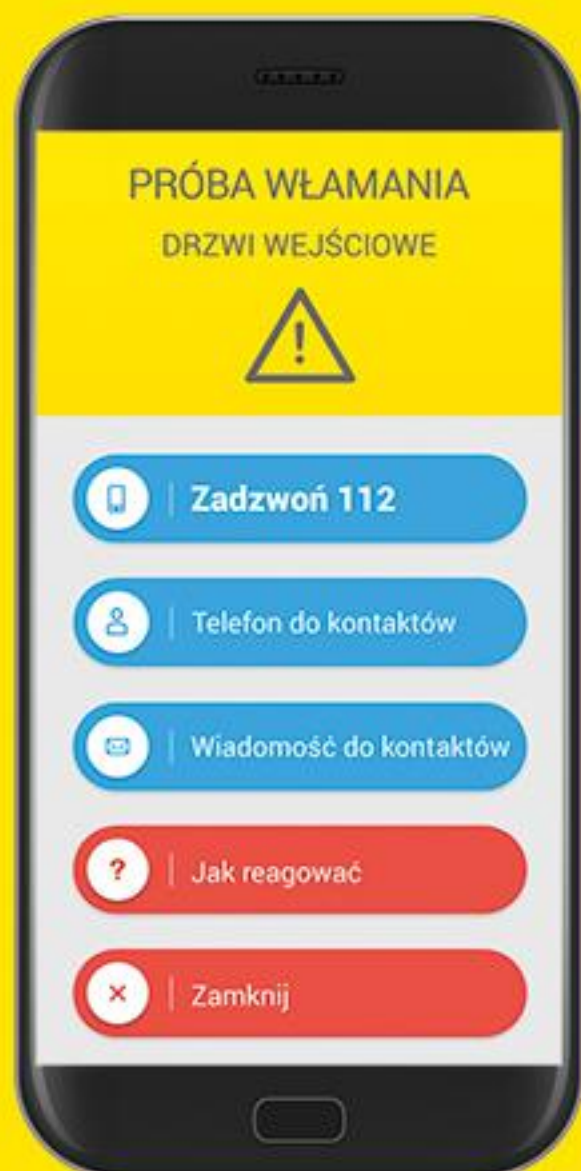 PRÓBA WŁAMANIA
DRZWI WEJŚCIOWE
Zadzwoń 112
Telefon do kontaktów
Wiadomość do kontaktów
Jak reagować
Zamknij